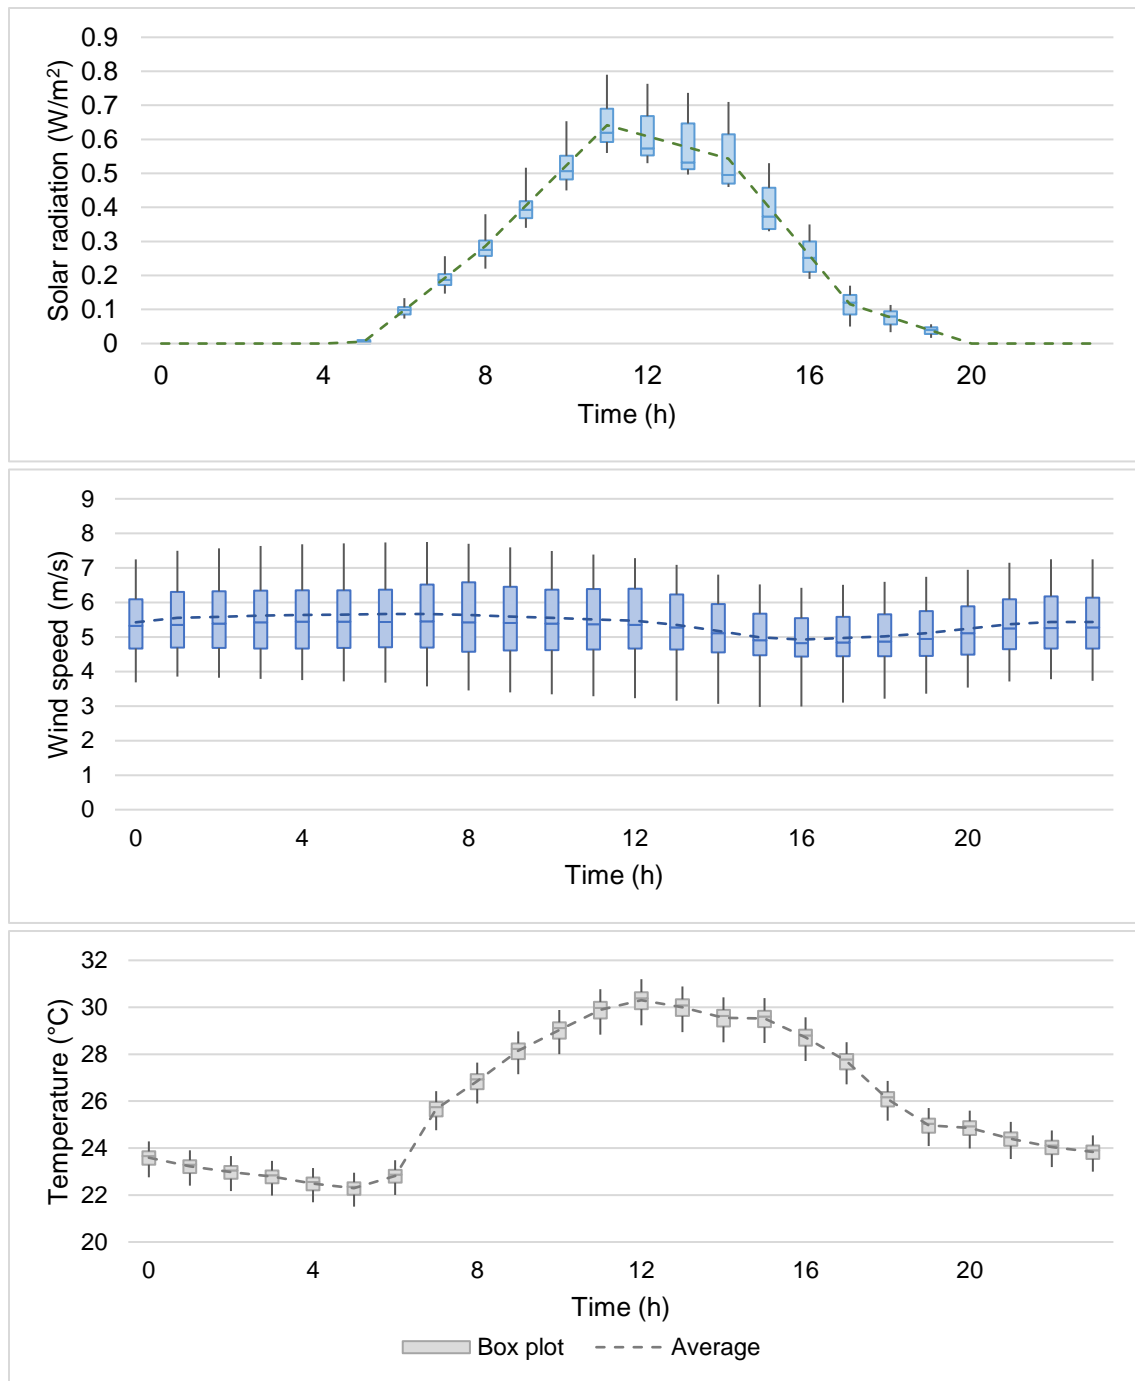 0.9
0.8
0.7
0.6
0.5
0.4
0.3
0.2
0.1
0
Solar radiation (W/m²)
0 4 8 12 16 20
Time (h)
9
8
7
6
5
4
3
2
1
0
Wind speed (m/s)
0 4 8 12 16 20
Time (h)
32
30
28
26
24
22
20
Temperature (°C)
0 4 8 12 16 20
Time (h)
Box plot Average